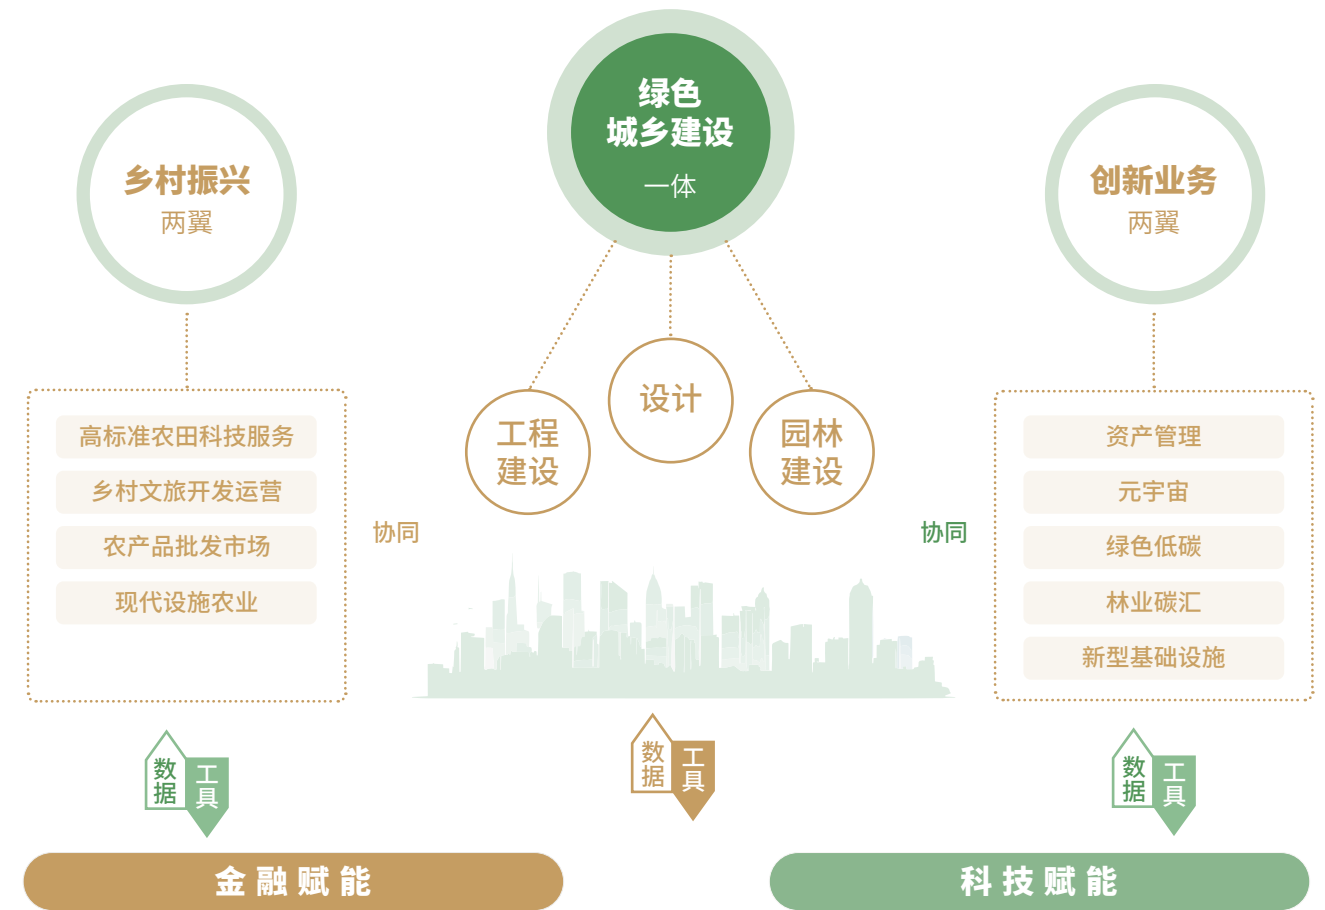 绿色
城乡建设
一体
乡村振兴
两翼
创新业务
两翼
设计
工程
建设
园林
建设
高标准农田科技服务
乡村文旅开发运营
农产品批发市场
现代设施农业
协同
协同
资产管理
元宇宙
绿色低碳
林业碳汇
新型基础设施
数据
工具
数据
工具
数据
工具
金融赋能
科技赋能